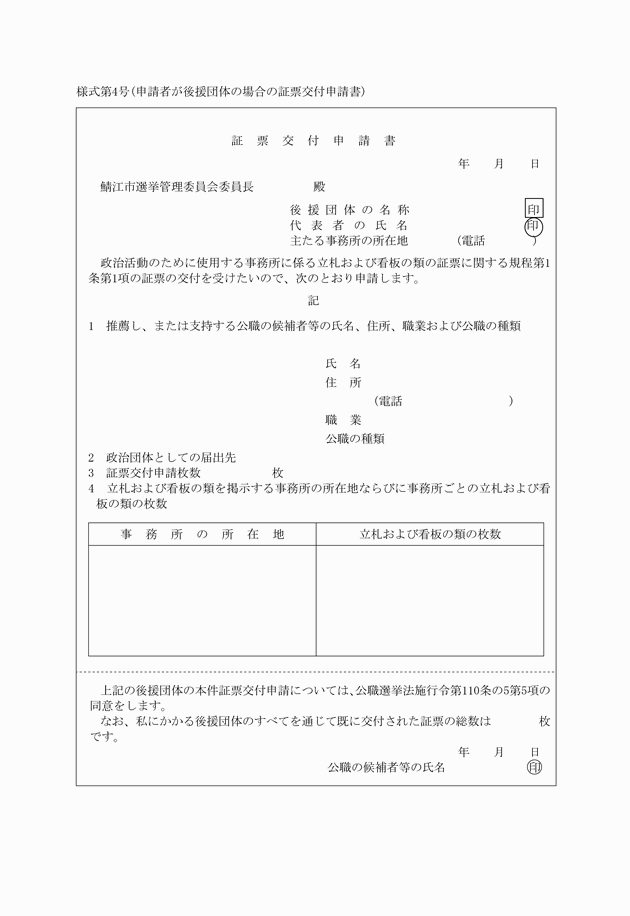 様式第4号(申請者が後援団体の場合の証票交付申請書)
証票交付申請書
年　　月　　日
鯖江市選挙管理委員会委員長　　　　　殿
後援団体の名称　　　　　　　　　　印
代表者の氏名　　　　　　　　　　印
主たる事務所の所在地　　　　(電話　　　　)
政治活動のために使用する事務所に係る立札および看板の類の証票に関する規程第1
条第1項の証票の交付を受けたいので、次のとおり申請します。
記
1　推薦し、または支持する公職の候補者等の氏名、住所、職業および公職の種類
氏　名
住　所
(電話　　　　　　　　　)
職　業
公職の種類
2　政治団体としての届出先
3　証票交付申請枚数　　　　　　枚
4　立札および看板の類を掲示する事務所の所在地ならびに事務所ごとの立札および看
板の類の枚数
事務所の所在地　　立札および看板の類の枚数
上記の後援団体の本件証票交付申請については、公職選挙法施行令第110条の5第5項の
同意をします。
なお、私にかかる後援団体のすべてを通じて既に交付された証票の総数は　　　　枚
です。
年　　月　　日
公職の候補者等の氏名　　　　　　　印